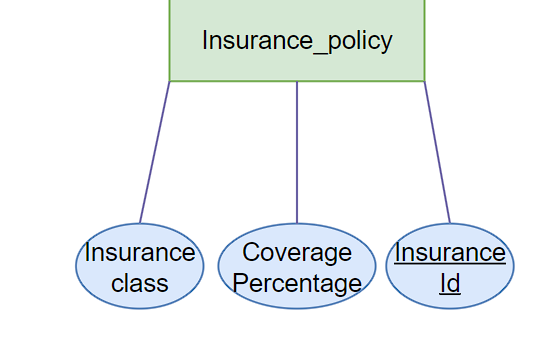 Insurance_policy
Insurance
class
Coverage
Percentage
Insurance
Id